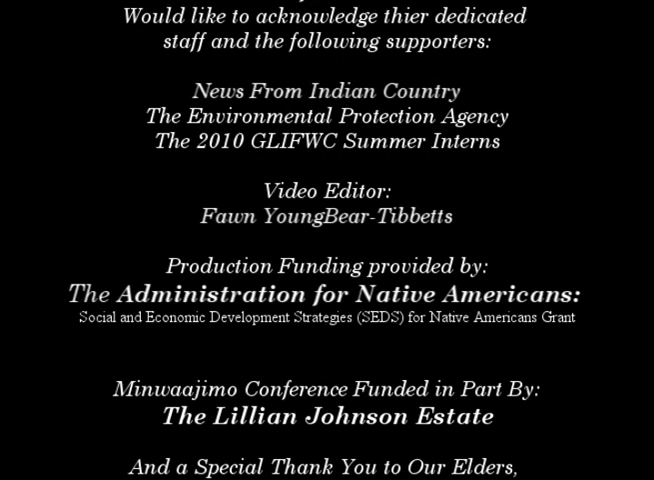 Would like to acknowledge thier dedicated
staff and the following supporters:
News From Indian Country
The Environmental Protection Agency
The 2010 GLIFWC Summer Interns
Video Editor:
Fawn YoungBear-Tibbetts
Production Funding provided by:
The Administration for Native Americans:
Social and Economic Development Strategies (SEDS) for Native Americans Grant
Minwaajimo Conference Funded in Part By:
The Lillian Johnson Estate
And a Special Thank You to Our Elders,